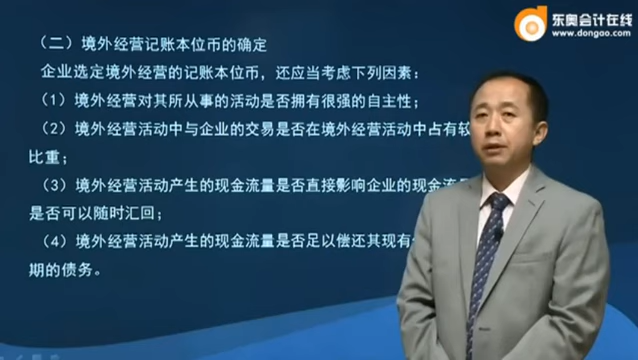 东奥会计在线
www.dongao.com
（二）境外经营记账本位币的确定
企业选定境外经营的记账本位币，还应当考虑下列因素：
（1）境外经营对其所从事的活动是否拥有很强的自主性；
（2）境外经营活动中与企业的交易是否在境外经营活动中占有较
比重；
（3）境外经营活动产生的现金流量是否直接影响企业的现金流
是否可以随时汇回；
（4）境外经营活动产生的现金流量是否足以偿还其现有
期的债务。